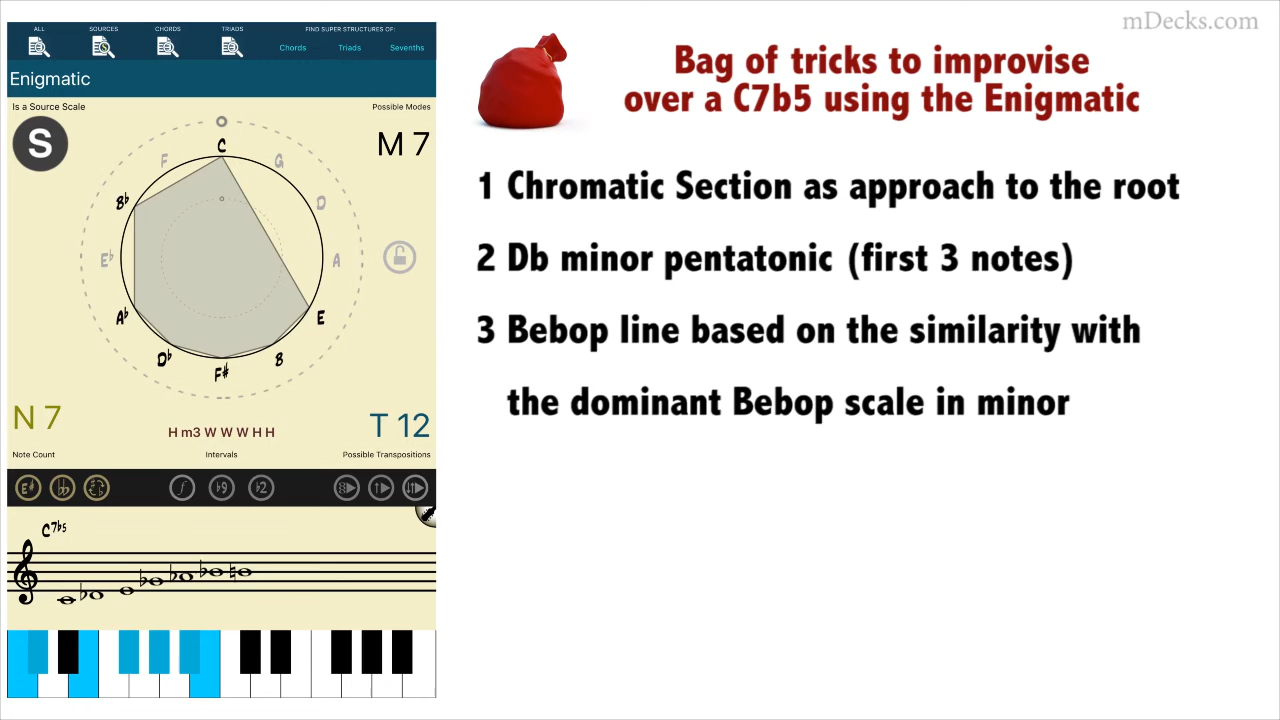 mDecks.com
ALL SOURCES CHORDS TRIADS FIND SUPER STRUCTURES OF:
Chords Triads Sevenths
Enigmatic
Is a Source Scale
Possible Modes
S
M 7
C
F
G
B♭
D
E♭
A
A♭
E
D♭
B
F#
N 7
H m3 W W W H H
T 12
Note Count
Intervals
Possible Transpositions
E# bb f b9 b2
C7b5
Bag of tricks to improvise
over a C7b5 using the Enigmatic
1 Chromatic Section as approach to the root
2 Db minor pentatonic (first 3 notes)
3 Bebop line based on the similarity with
the dominant Bebop scale in minor